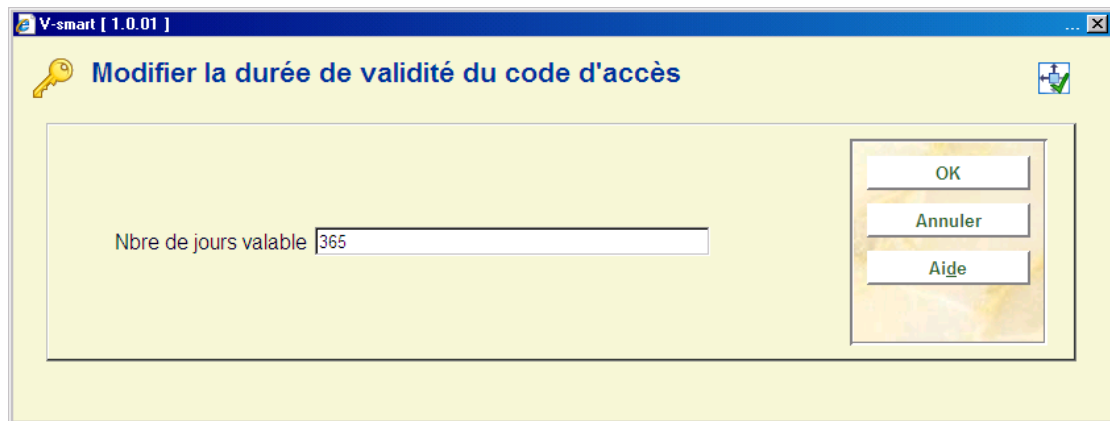 V-smart [ 1.0.01 ]
...
Modifier la durée de validité du code d'accès
Nbre de jours valable 365
OK
Annuler
Aide